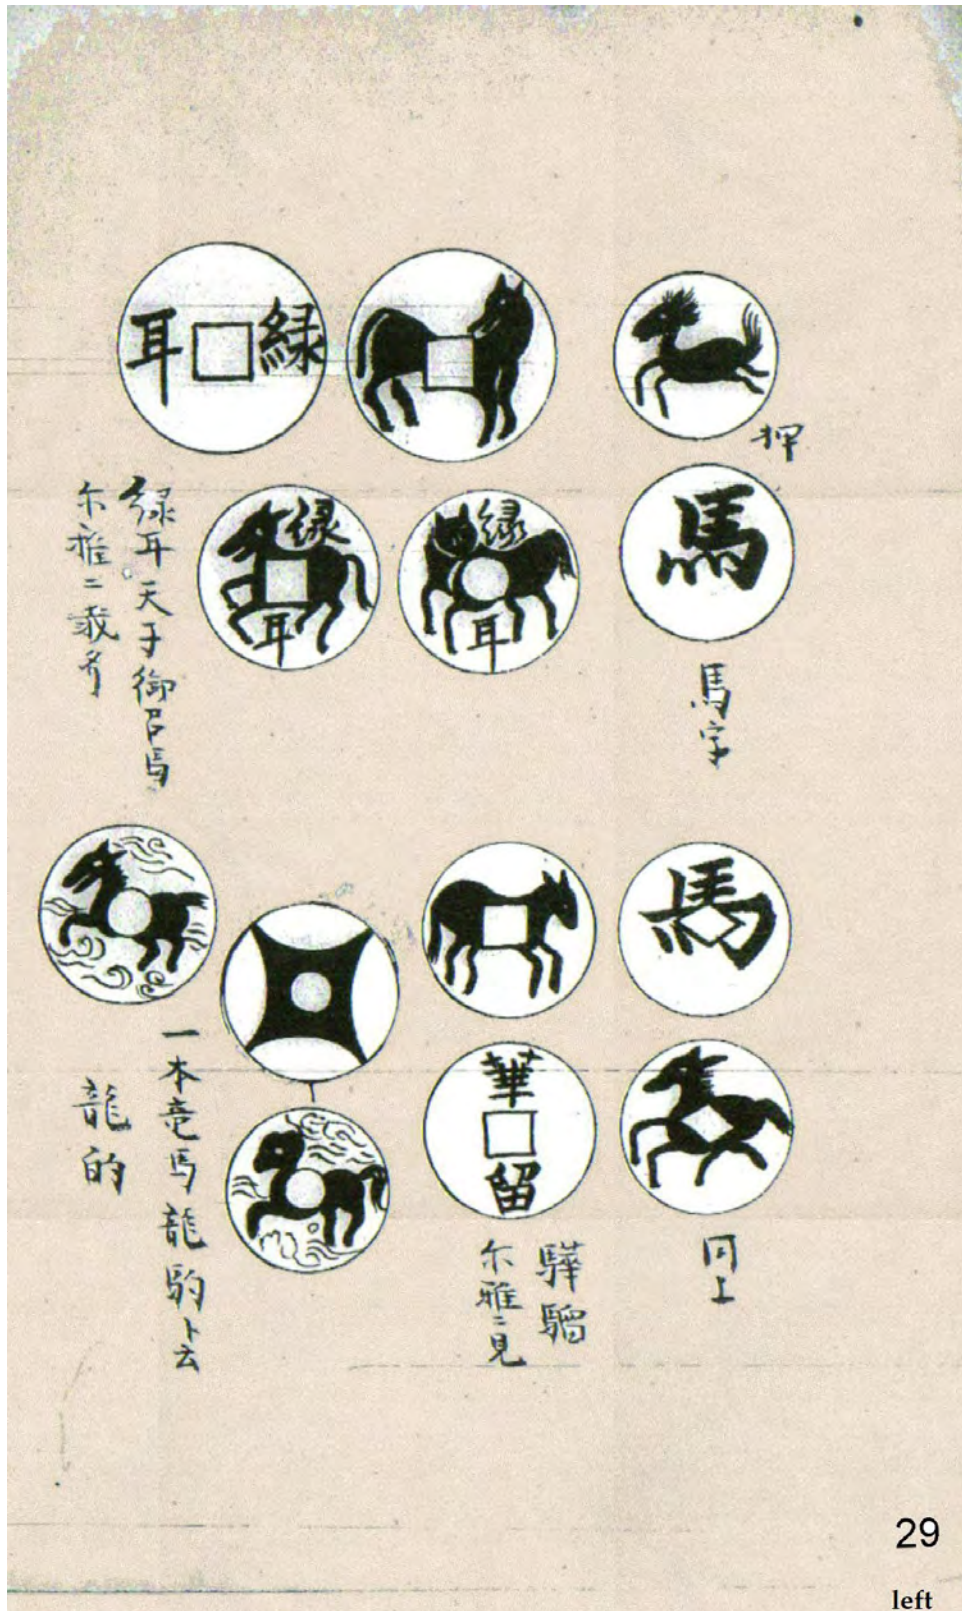 押
馬
馬字
馬
同上
緑
耳
華
留
驊騮
尓雅ニ見
緑
耳
緑
耳
緑耳天子御召馬
尓雅ニ載ス
一本竜馬龍駒ト云
龍的
29
left